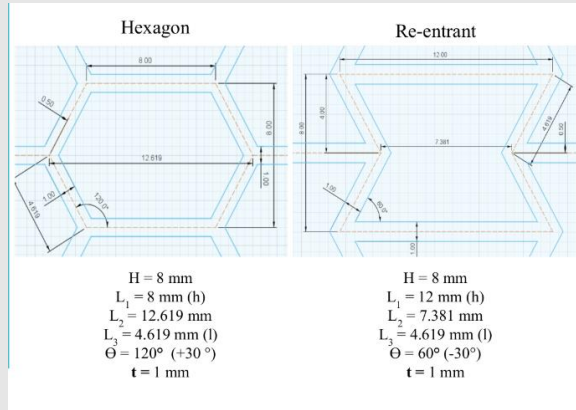 Hexagon
8.00
0.50
8.00
12.619
1.00
1.00
120.0°
4.619
H = 8 mm
L1 = 8 mm (h)
L2 = 12.619 mm
L3 = 4.619 mm (l)
Θ = 120° (+30 °)
t = 1 mm
Re-entrant
12.00
8.00
4.00
4.619
0.50
7.381
1.00
60.0°
1.00
H = 8 mm
L1 = 12 mm (h)
L2 = 7.381 mm
L3 = 4.619 mm (l)
Θ = 60° (-30°)
t = 1 mm